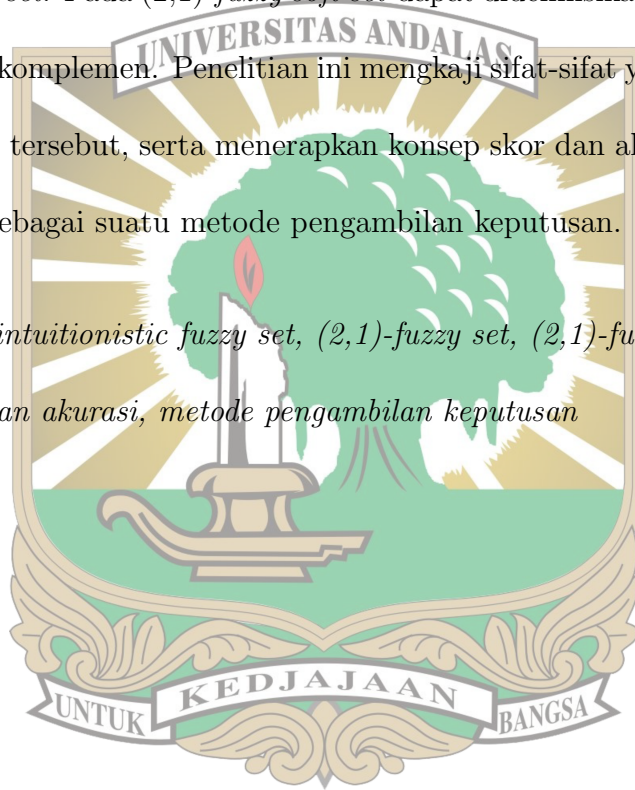 UNIVERSITAS ANDALAS
komplemen. Penelitian ini mengkaji sifat-sifat y
tersebut, serta menerapkan konsep skor dan
ebagai suatu metode pengambilan keputusan.
intuitionistic fuzzy set, (2,1)-fuzzy set, (2,1)-fu
an akurasi, metode pengambilan keputusan
UNTUK KEDJAJAAN BANGSA